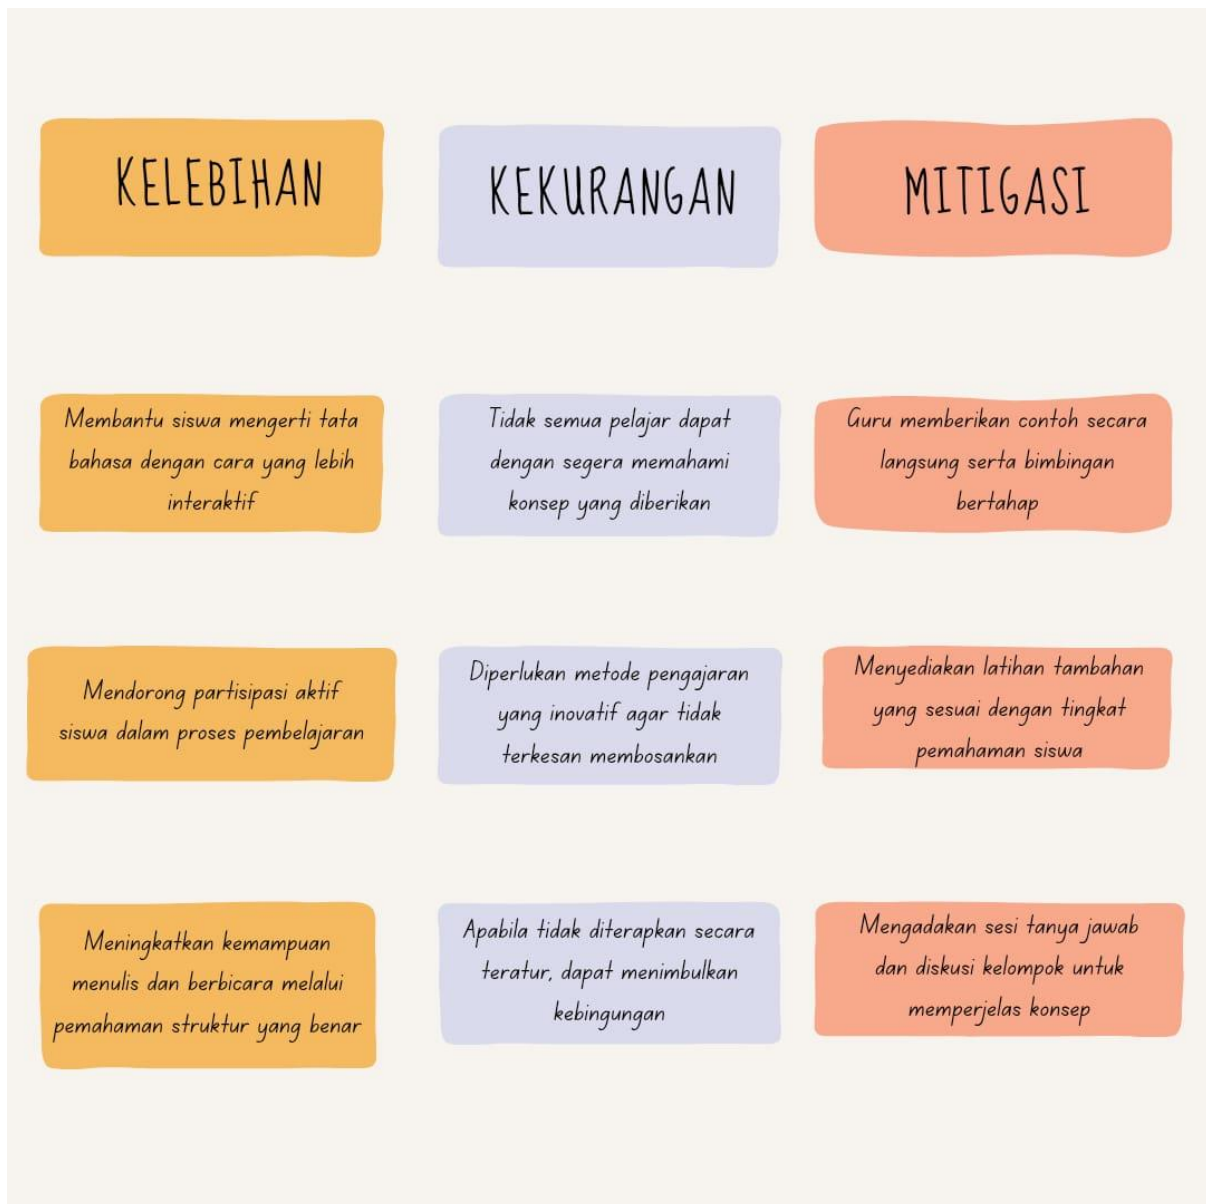 KELEBIHAN
KEKURANGAN
MITIGASI
Membantu siswa mengerti tata
bahasa dengan cara yang lebih
interaktif
Tidak semua pelajar dapat
dengan segera memahami
konsep yang diberikan
Guru memberikan contoh secara
langsung serta bimbingan
bertahap
Mendorong partisipasi aktif
siswa dalam proses pembelajaran
Diperlukan metode pengajaran
yang inovatif agar tidak
terkesan membosankan
Menyediakan latihan tambahan
yang sesuai dengan tingkat
pemahaman siswa
Meningkatkan kemampuan
menulis dan berbicara melalui
pemahaman struktur yang benar
Apabila tidak diterapkan secara
teratur, dapat menimbulkan
kebingungan
Mengadakan sesi tanya jawab
dan diskusi kelompok untuk
memperjelas konsep